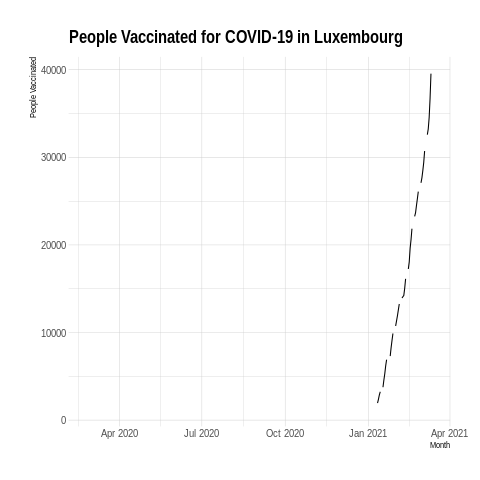 People Vaccinated for COVID-19 in Luxembourg
People Vaccinated
40000
30000
20000
10000
0
Apr 2020 Jul 2020 Oct 2020 Jan 2021 Apr 2021
Month